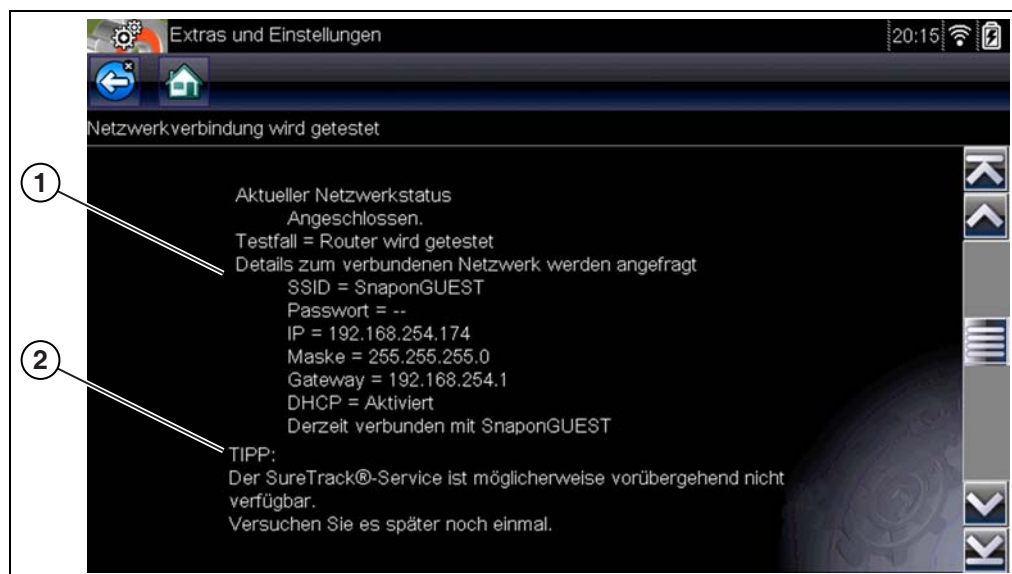 Extras und Einstellungen
20:15
Netzwerkverbindung wird getestet
1
Aktueller Netzwerkstatus
Angeschlossen.
Testfall = Router wird getestet
Details zum verbundenen Netzwerk werden angefragt
SSID = SnaponGUEST
Passwort = --
IP = 192.168.254.174
Maske = 255.255.255.0
2
Gateway = 192.168.254.1
DHCP = Aktiviert
Derzeit verbunden mit SnaponGUEST
TIPP:
Der SureTrack®-Service ist möglicherweise vorübergehend nicht
verfügbar.
Versuchen Sie es später noch einmal.